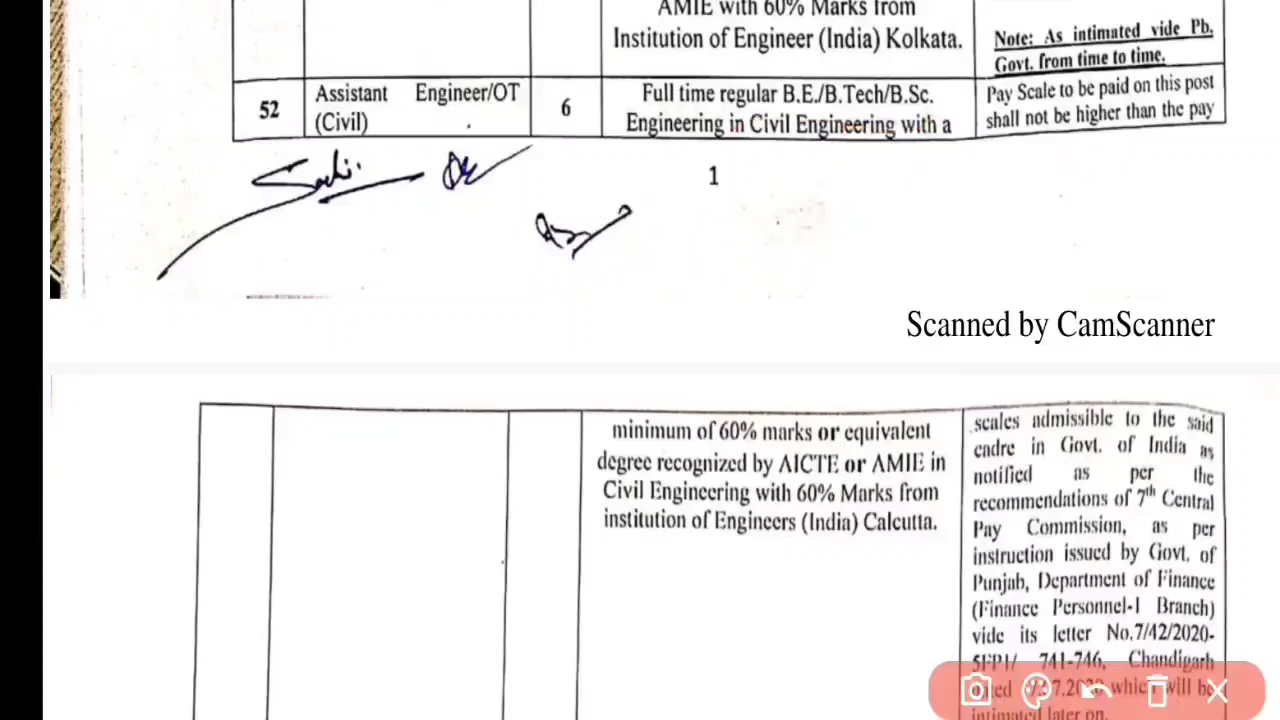 AMIE with 60% Marks from
Institution of Engineer (India) Kolkata.
Note: As intimated vide Pb.
Govt. from time to time.
52
Assistant Engineer/OT
(Civil)
6
Full time regular B.E./B.Tech/B.Sc.
Engineering in Civil Engineering with a
Pay Scale to be paid on this post
shall not be higher than the pay
1
Scanned by CamScanner
minimum of 60% marks or equivalent
degree recognized by AICTE or AMIE in
Civil Engineering with 60% Marks from
institution of Engineers (India) Calcutta.
scales admissible to the said
cadre in Govt. of India as
notified as per the
recommendations of 7th Central
Pay Commission, as per
instruction issued by Govt. of
Punjab, Department of Finance
(Finance Personnel-I Branch)
vide its letter No.7/42/2020-
5FP1/ 741-746, Chandigarh
which will be
intimated later on.